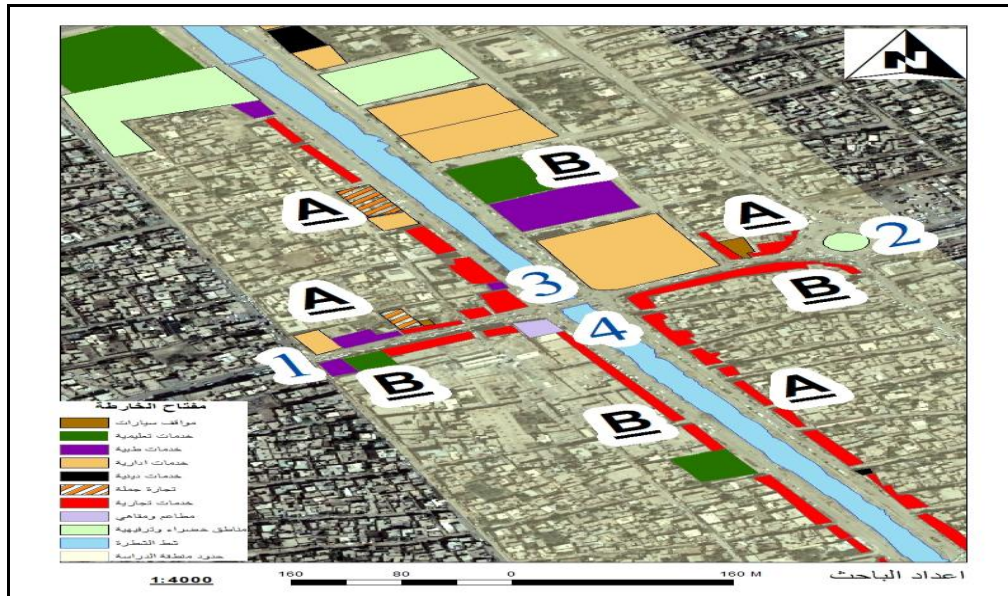 N
B
A
A
2
3
B
A
4
1
A
B
B
مفتاح الخارطة
مواقف سيارات
خدمات تعليمية
خدمات طبية
خدمات ادارية
خدمات دينية
تجارة جملة
خدمات تجارية
مطاعم ومقاهي
مناطق خضراء وترفيهية
شط الشطرة
حدود منطقة الدراسة
1:4000
160 80 0 160 M
اعداد الباحث